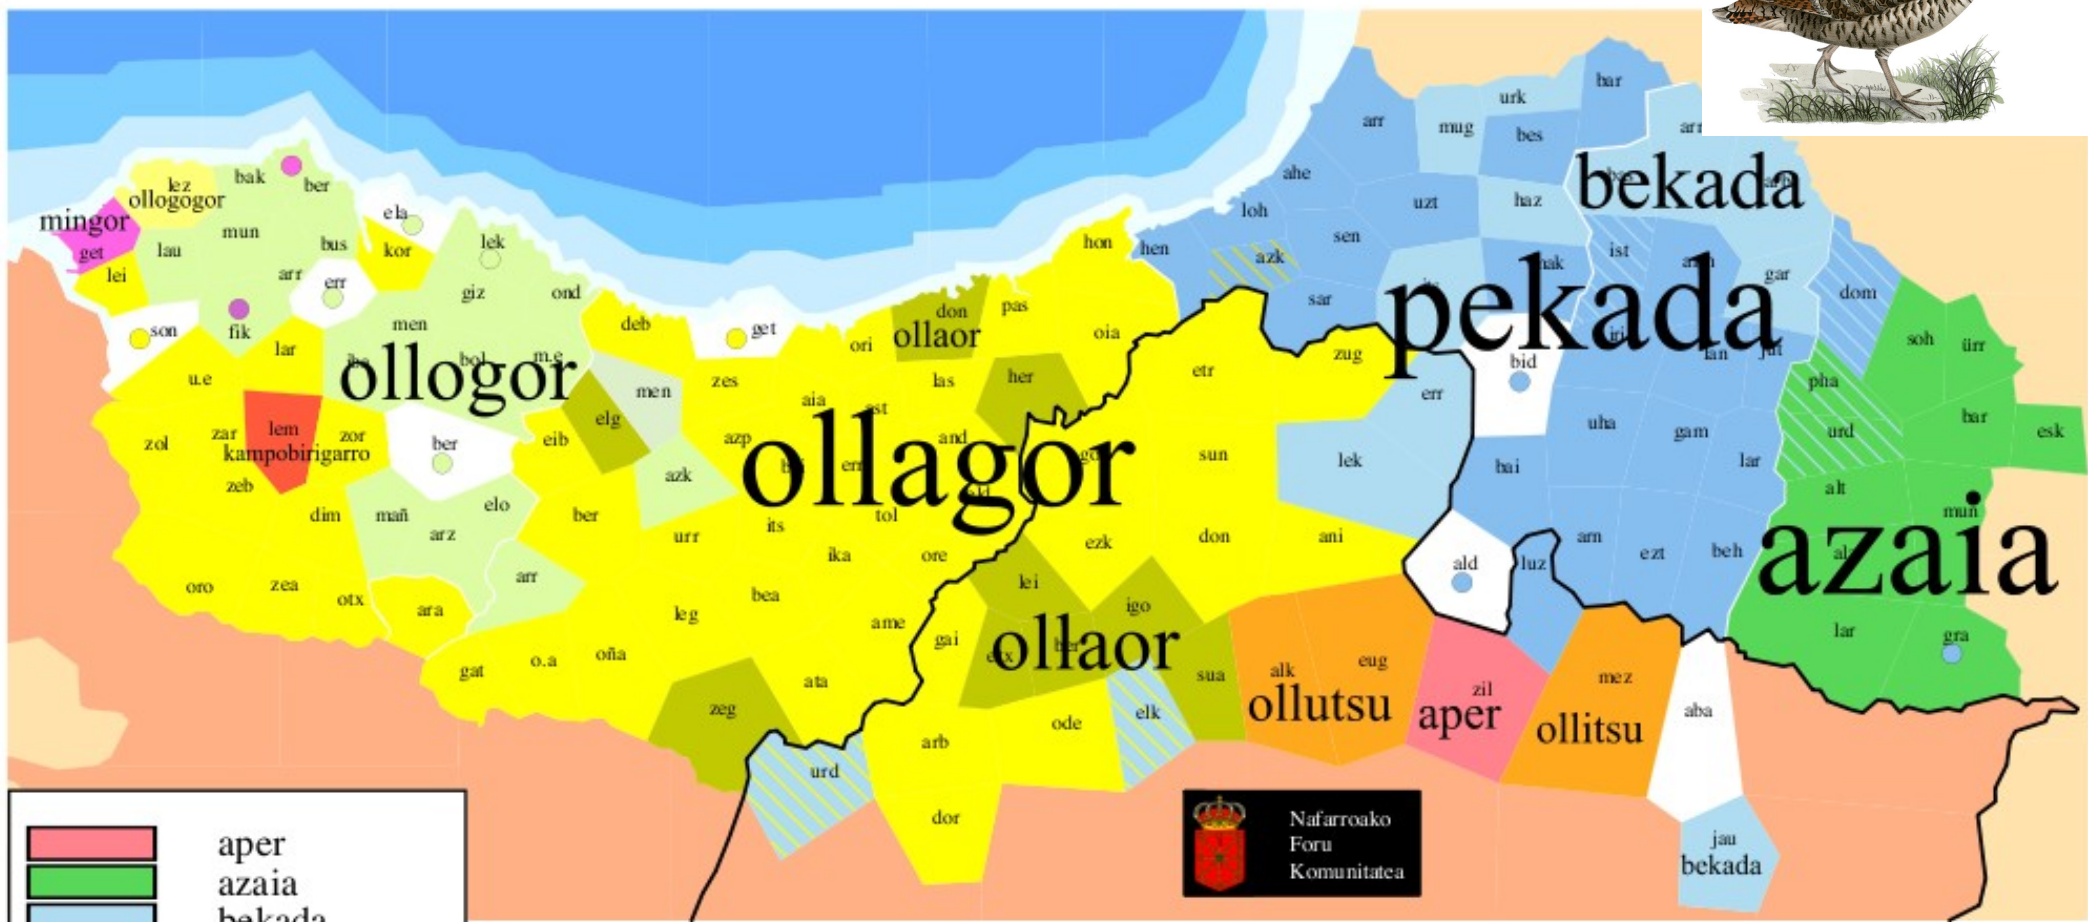 bar
urk
arr
mug
bes
arr
bekada
ahe
lez
ollogogor
bak
ber
mingor
get
mun
ela
lau
bus
kor
lek
lei
arr
err
giz
ond
son
fik
men
lar
u.e
ollogor
m.e
zol
zar
lem
zor
kampobirigarro
zeb
ber
dim
mañ
elo
arz
arr
oro
zea
otx
ara
gat
o.a
oña
loh
uzt
haz
hon
hen
azk
sen
ist
gar
dom
sar
pekada
deb
get
ori
don
ollaor
pas
oia
zug
bid
soh
ürr
men
zes
las
her
etr
err
pha
elg
aia
eib
azp
and
ollagor
sun
lek
uha
gam
bai
lar
urd
bar
esk
azk
alt
mun
ber
urr
its
tol
ika
ore
ezk
don
ani
ald
luz
arn
ezt
beh
azaia
lei
bea
leg
ame
gai
igo
ollaor
lar
gra
ata
zeg
sua
alk
eug
ollutsu
zil
aper
mez
ollitsu
aba
ode
elk
arb
urd
dor
jau
bekada
Nafarroako
Foru
Komunitatea
aper
azaia
bekada